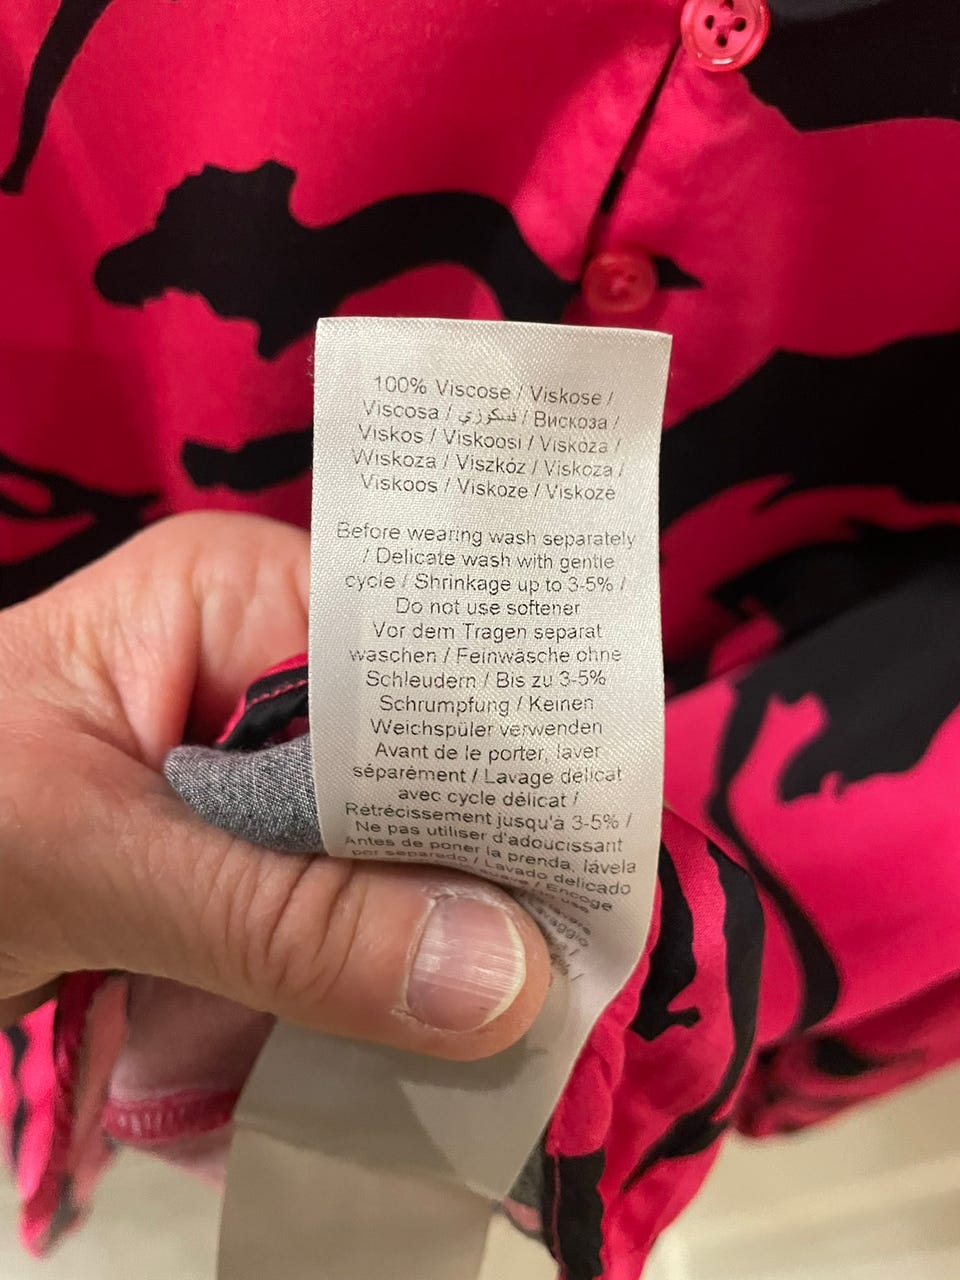 100% Viscose / Viskose /
Viscosa / فسكوزي / Вискоза /
Viskos / Viskoosi / Viskóza /
Wiskoza / Viszkóz / Viskoza /
Viskoos / Viskoze / Viskozė
Before wearing wash separately
/ Delicate wash with gentle
cycle / Shrinkage up to 3-5% /
Do not use softener
Vor dem Tragen separat
waschen / Feinwäsche ohne
Schleudern / Bis zu 3-5%
Schrumpfung / Keinen
Weichspüler verwenden
Avant de le porter, laver
séparément / Lavage délicat
avec cycle délicat /
Rétrécissement jusqu'à 3-5% /
Ne pas utiliser d'adoucissant
Antes de poner la prenda, lávela
por separado / Lavado delicado
suave / Encoge
use